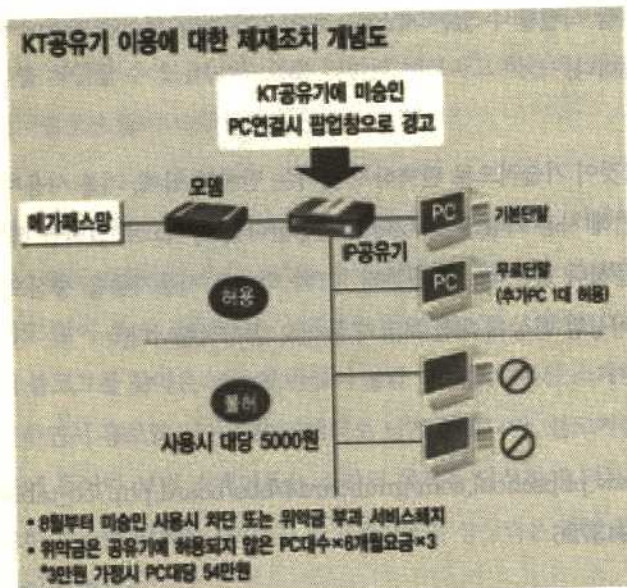 KT공유기 이용에 대한 제재조치 개념도
KT공유기에 미승인
PC연결시 팝업창으로 경고
메가패스망
모뎀
IP공유기
PC
기본단말
PC
무료단말
(추가PC 1대 허용)
허용
불허
사용시 대당 5000원
• 8월부터 미승인 사용시 차단 또는 위약금 부과 서비스해지
• 위약금은 공유기에 허용되지 않은 PC대수×6개월요금×3
*3만원 가정시 PC대당 54만원